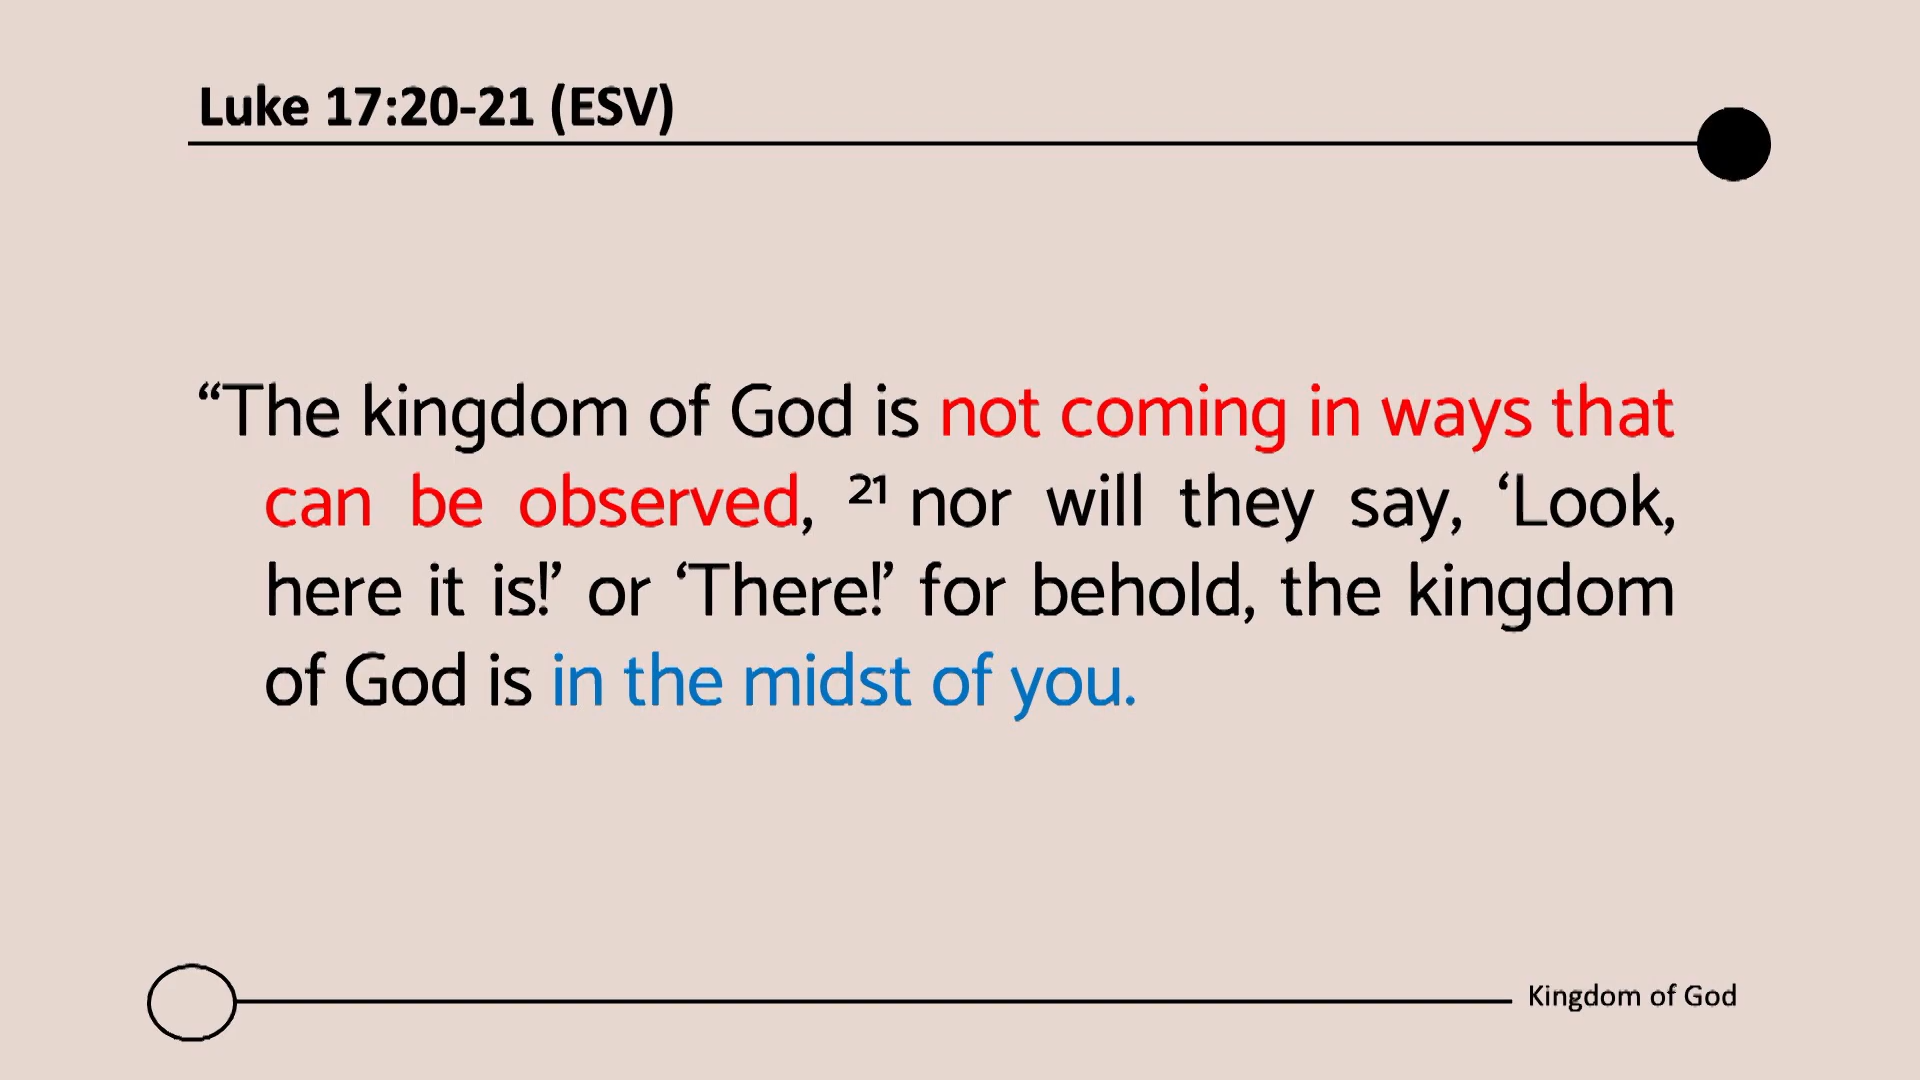 Luke 17:20-21 (ESV)
“The kingdom of God is not coming in ways that
can be observed, ²¹ nor will they say, ‘Look,
here it is!’ or ‘There!’ for behold, the kingdom
of God is in the midst of you.
Kingdom of God